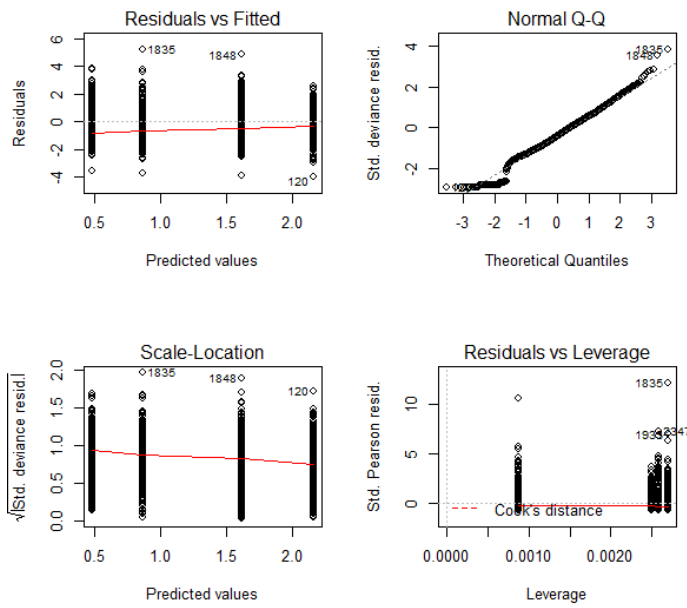 Residuals vs Fitted
Residuals
6
4
2
0
-2
-4
1835
1848
120
0.5 1.0 1.5 2.0
Predicted values
Normal Q-Q
Std. deviance resid.
4
2
0
-2
1835
1848
-3 -2 -1 0 1 2 3
Theoretical Quantiles
Scale-Location
√|Std. deviance resid.|
2.0
1.5
1.0
0.5
0.0
1835
1848
120
0.5 1.0 1.5 2.0
Predicted values
Residuals vs Leverage
Std. Pearson resid.
10
5
0
1835
2347
Cook's distance
0.0000 0.0010 0.0020
Leverage